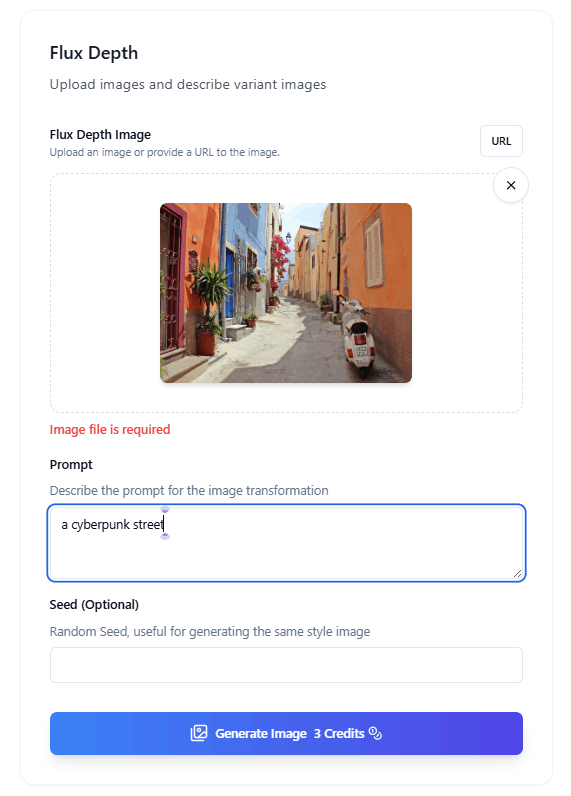 Flux Depth
Upload images and describe variant images
Flux Depth Image
Upload an image or provide a URL to the image.
URL
Image file is required
Prompt
Describe the prompt for the image transformation
a cyberpunk street
Seed (Optional)
Random Seed, useful for generating the same style image
Generate Image 3 Credits